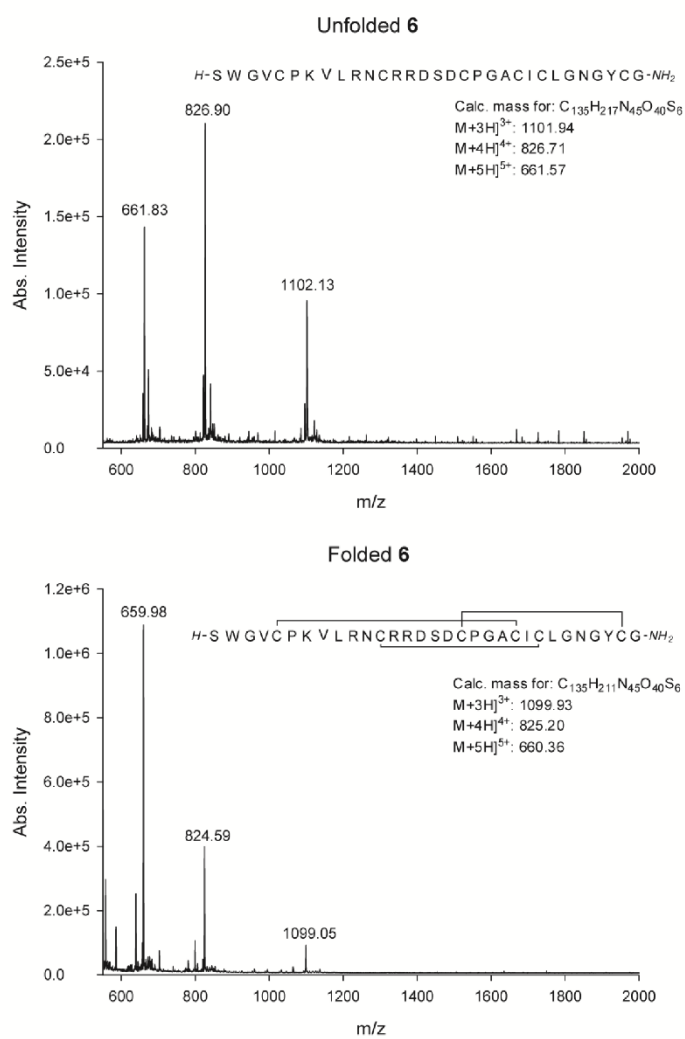 Unfolded 6
H-S W G V C P K V L R N C R R D S D C P G A C I C L G N G Y C G-NH₂
Calc. mass for: C₁₃₅H₂₁₇N₄₅O₄₀S₆
M+3H]³⁺: 1101.94
M+4H]⁴⁺: 826.71
M+5H]⁵⁺: 661.57
2.5e+5
2.0e+5
1.5e+5
1.0e+5
5.0e+4
0.0
Abs. Intensity
661.83
826.90
1102.13
600 800 1000 1200 1400 1600 1800 2000
m/z
Folded 6
H-S W G V C P K V L R N C R R D S D C P G A C I C L G N G Y C G-NH₂
Calc. mass for: C₁₃₅H₂₁₁N₄₅O₄₀S₆
M+3H]³⁺: 1099.93
M+4H]⁴⁺: 825.20
M+5H]⁵⁺: 660.36
1.2e+6
1.0e+6
8.0e+5
6.0e+5
4.0e+5
2.0e+5
0.0
Abs. Intensity
659.98
824.59
1099.05
600 800 1000 1200 1400 1600 1800 2000
m/z